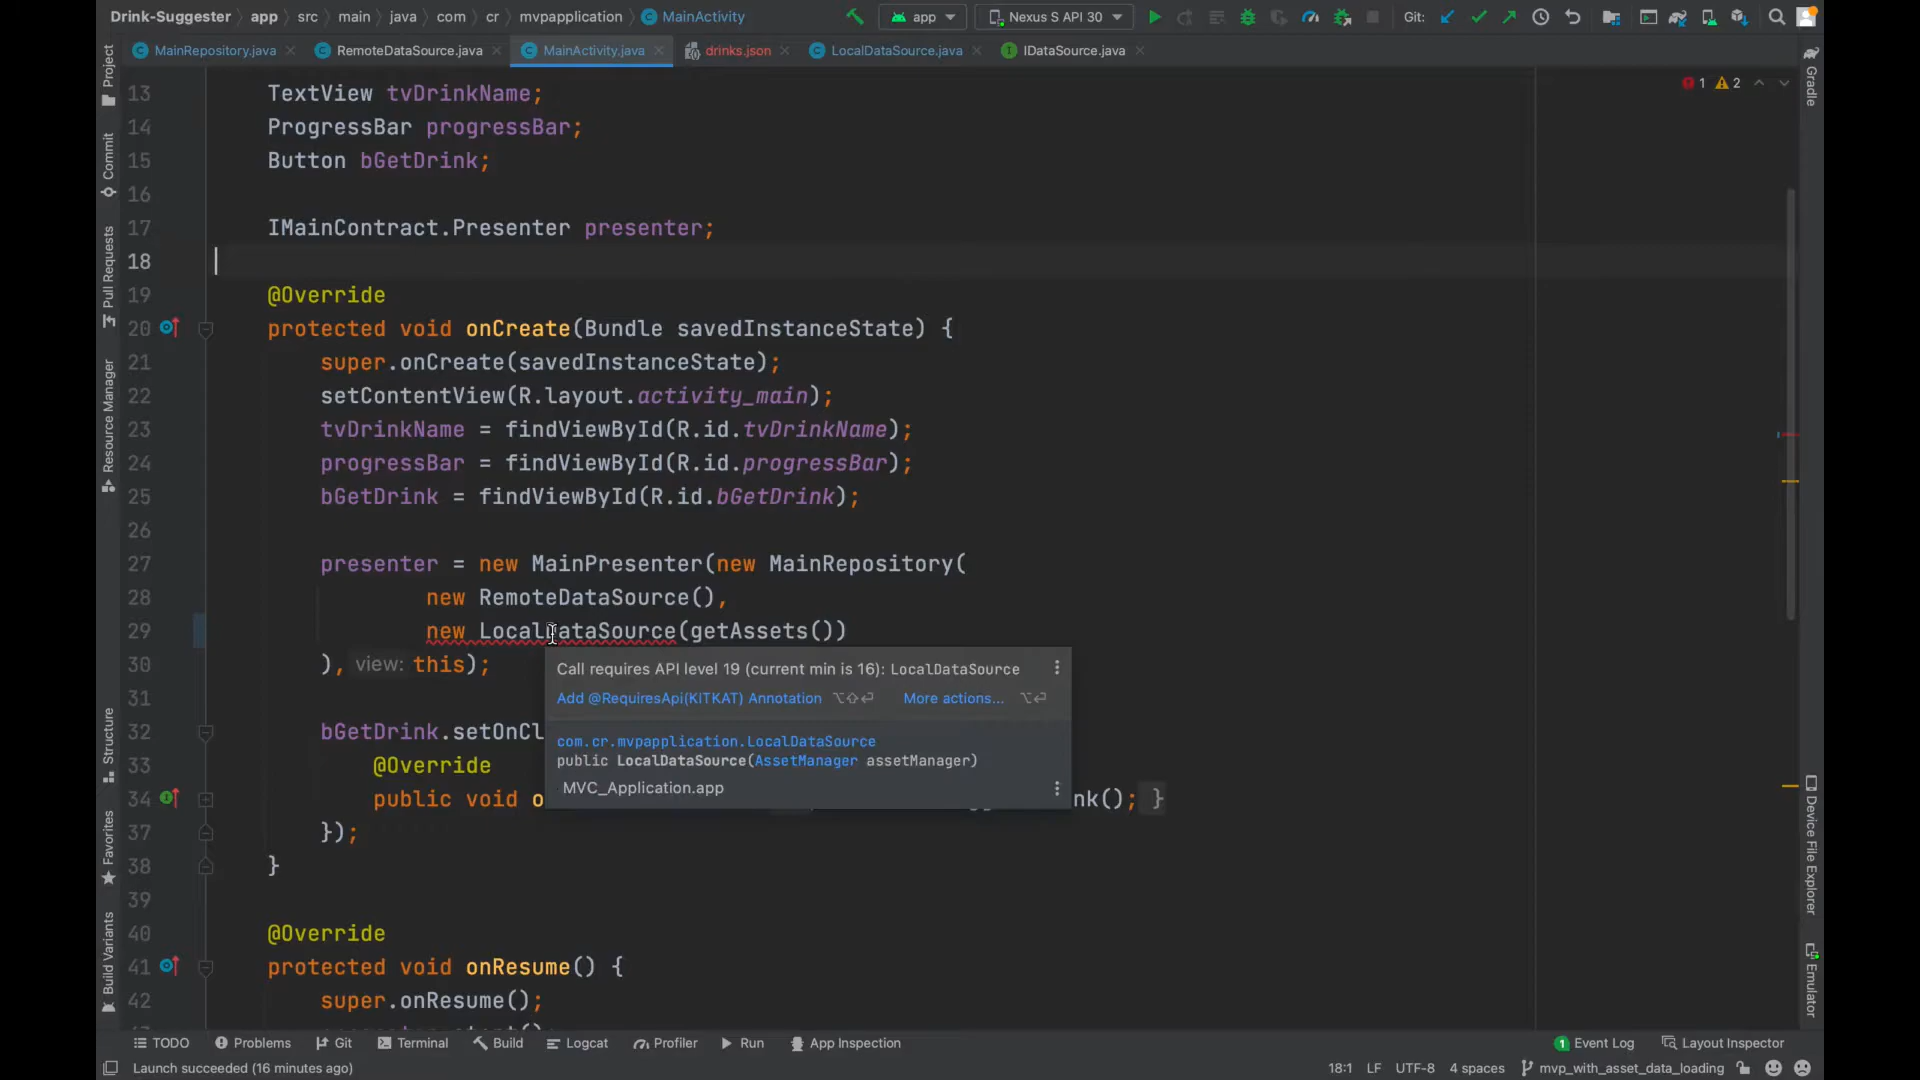 Drink-Suggester › app › src › main › java › com › cr › mvpapplication › MainActivity
app
Nexus S API 30
Git:
MainRepository.java
RemoteDataSource.java
MainActivity.java
drinks.json
LocalDataSource.java
IDataSource.java
1 2
Project
Commit
Pull Requests
Resource Manager
Structure
Favorites
Build Variants
Gradle
Device File Explorer
Emulator
13 TextView tvDrinkName;
14 ProgressBar progressBar;
15 Button bGetDrink;
16
17 IMainContract.Presenter presenter;
18
19 @Override
20 protected void onCreate(Bundle savedInstanceState) {
21 super.onCreate(savedInstanceState);
22 setContentView(R.layout.activity_main);
23 tvDrinkName = findViewById(R.id.tvDrinkName);
24 progressBar = findViewById(R.id.progressBar);
25 bGetDrink = findViewById(R.id.bGetDrink);
26
27 presenter = new MainPresenter(new MainRepository(
28 new RemoteDataSource(),
29 new LocalDataSource(getAssets())
30 ), view: this);
31
32 bGetDrink.setOnCl
33 @Override
34 public void o nk(); }
37 });
38 }
39
40 @Override
41 protected void onResume() {
42 super.onResume();
Call requires API level 19 (current min is 16): LocalDataSource
Add @RequiresApi(KITKAT) Annotation ⌥⇧⏎ More actions... ⌥⏎
com.cr.mvpapplication.LocalDataSource
public LocalDataSource(AssetManager assetManager)
MVC_Application.app
TODO
Problems
Git
Terminal
Build
Logcat
Profiler
Run
App Inspection
1 Event Log
Layout Inspector
Launch succeeded (16 minutes ago)
18:1 LF UTF-8 4 spaces mvp_with_asset_data_loading